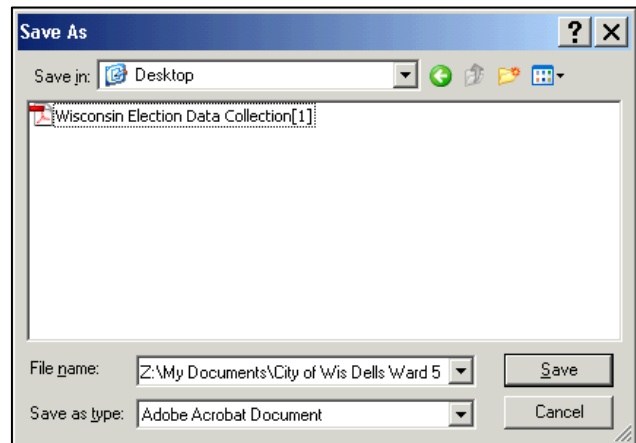 Save As
Save in: Desktop
Wisconsin Election Data Collection[1]
File name: Z:\My Documents\City of Wis Dells Ward 5 Save
Save as type: Adobe Acrobat Document Cancel